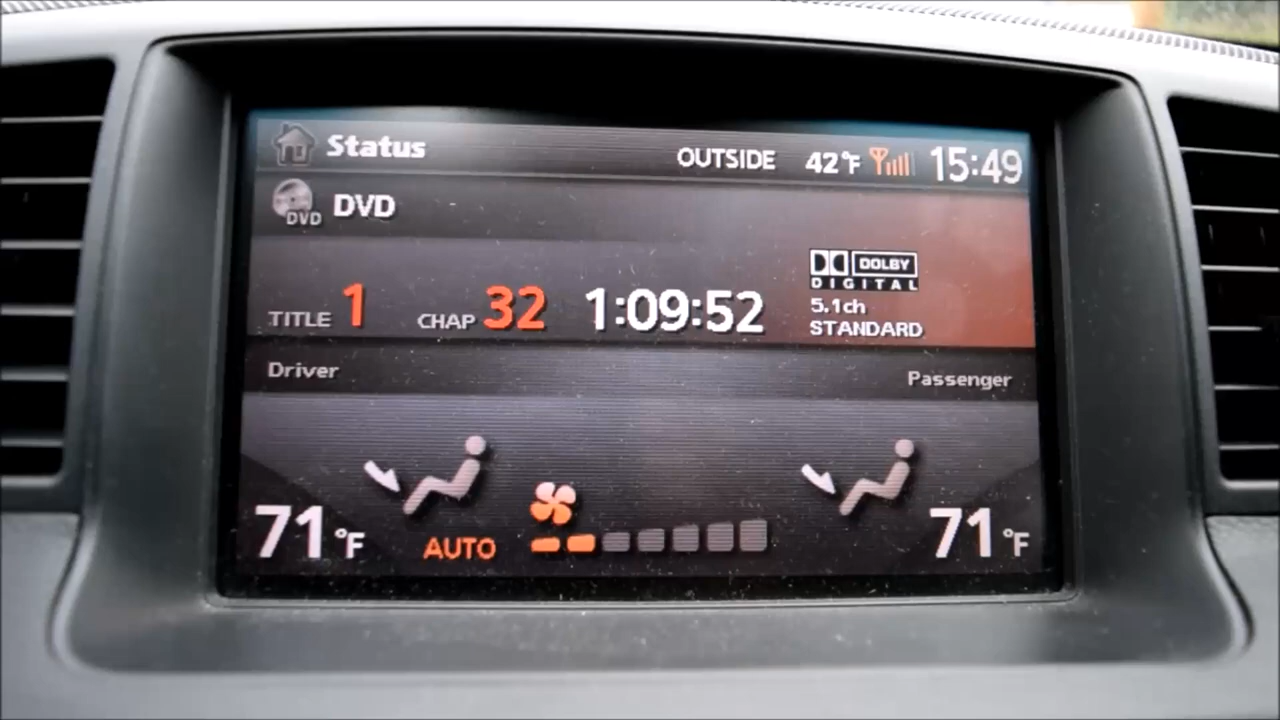 Status OUTSIDE 42°F 15:49
DVD DVD
DOLBY
DIGITAL
TITLE 1 CHAP 32 1:09:52 5.1ch
STANDARD
Driver Passenger
71°F AUTO 71°F